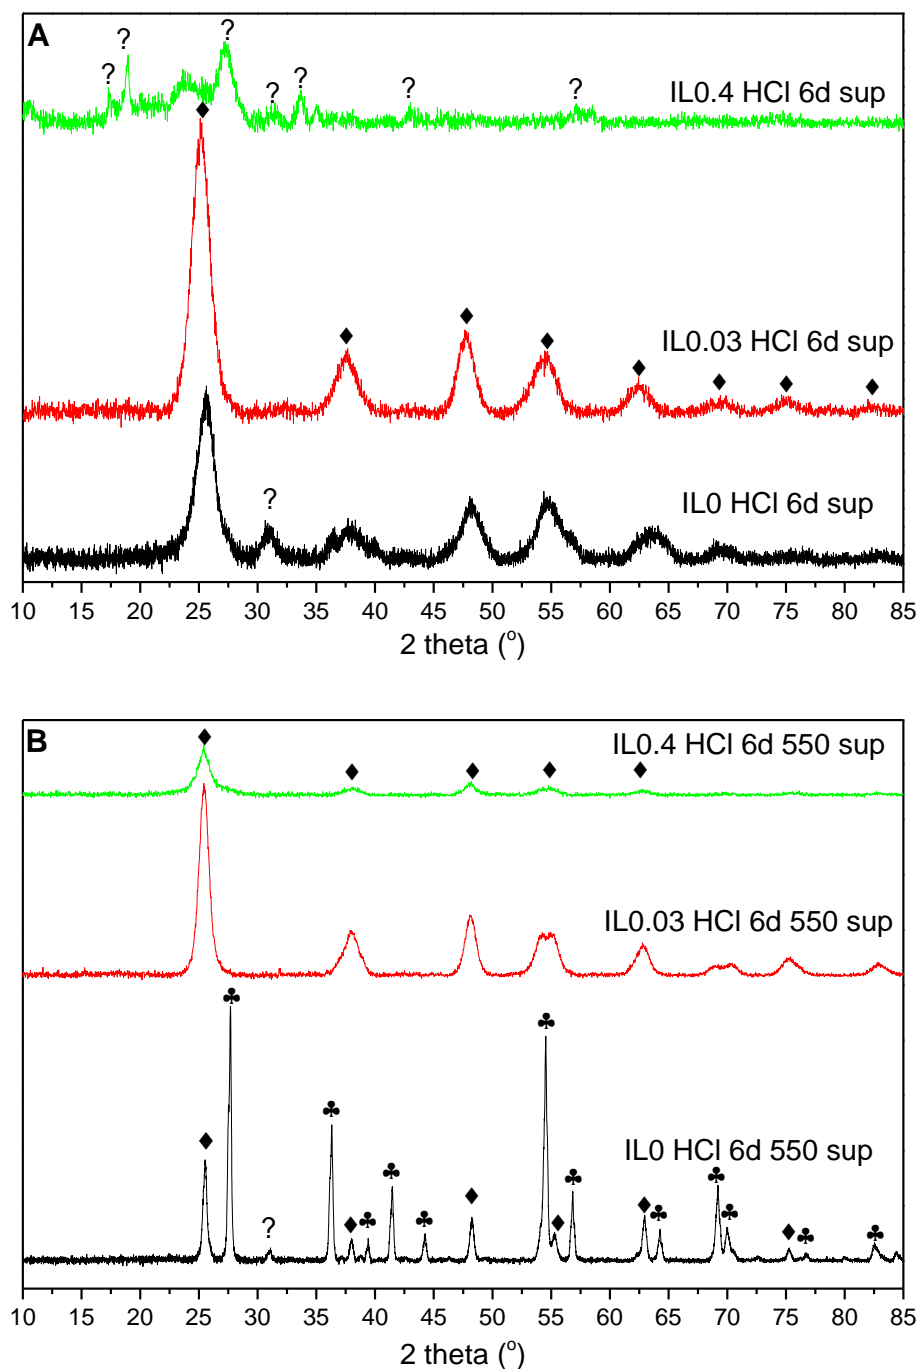 A
? ? ? ? ? ? ?
IL0.4 HCl 6d sup
IL0.03 HCl 6d sup
?
IL0 HCl 6d sup
10 15 20 25 30 35 40 45 50 55 60 65 70 75 80 85
2 theta (°)
B
IL0.4 HCl 6d 550 sup
IL0.03 HCl 6d 550 sup
IL0 HCl 6d 550 sup
?
10 15 20 25 30 35 40 45 50 55 60 65 70 75 80 85
2 theta (°)